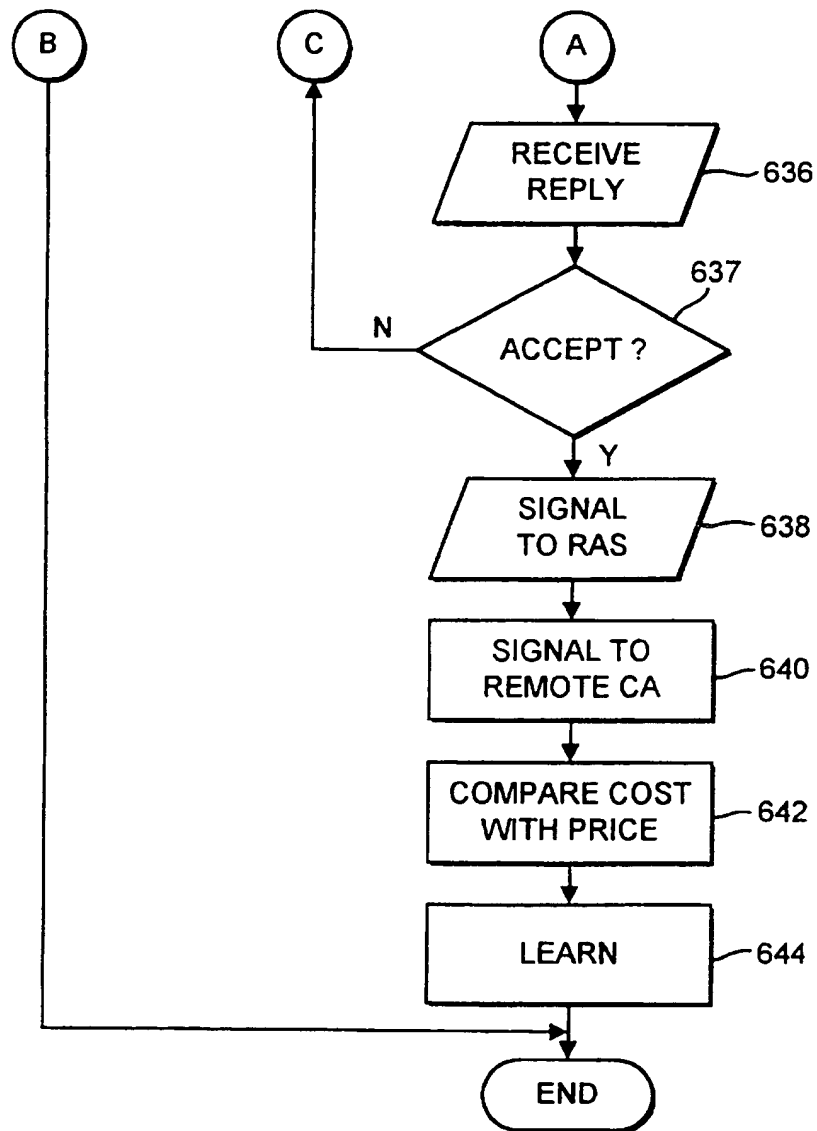 B
C
A
RECEIVE
REPLY
636
637
N
ACCEPT ?
Y
SIGNAL
TO RAS
638
SIGNAL TO
REMOTE CA
640
COMPARE COST
WITH PRICE
642
LEARN
644
END